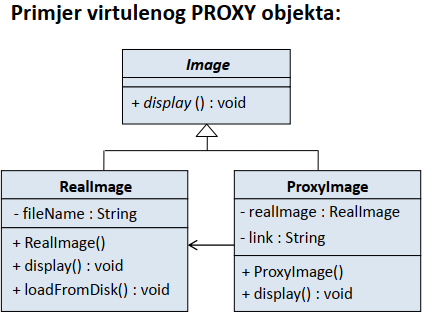 Primjer virtulenog PROXY objekta:
Image
+ display () : void
RealImage
- fileName : String
+ RealImage()
+ display() : void
+ loadFromDisk() : void
ProxyImage
- realImage : RealImage
- link : String
+ ProxyImage()
+ display() : void